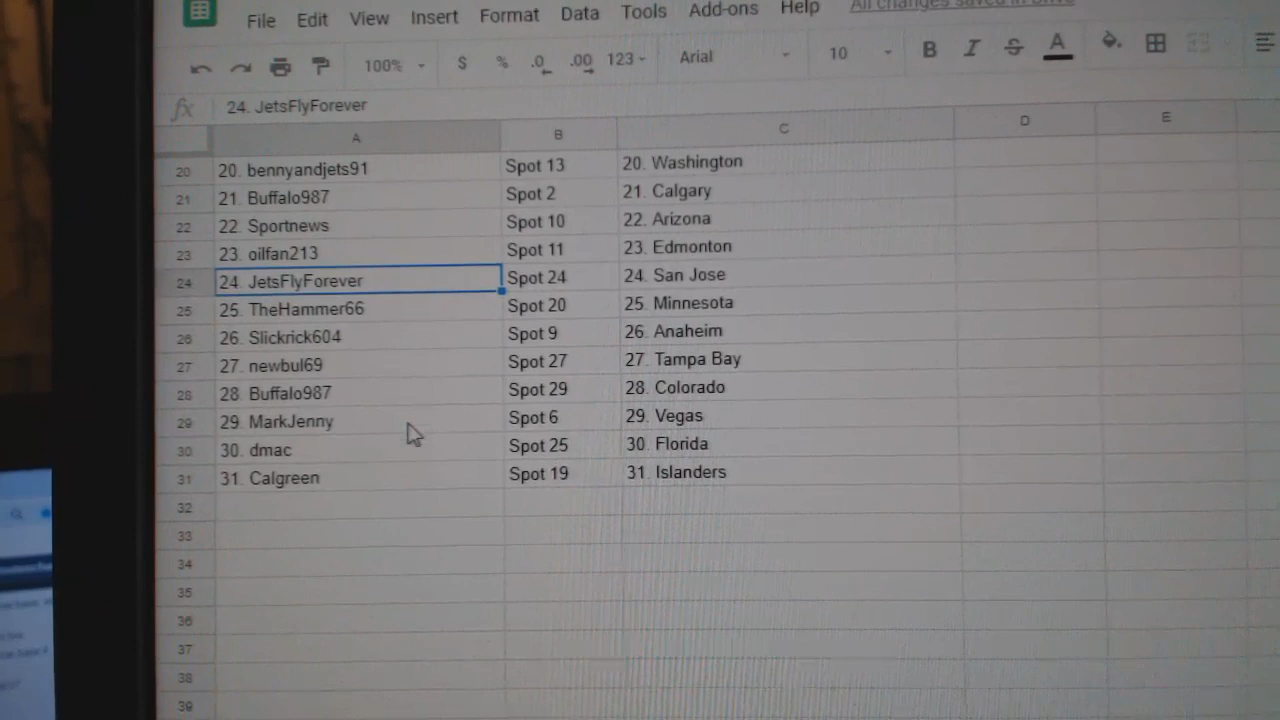 File Edit View Insert Format Data Tools Add-ons Help All changes saved in Drive
100% $ % .0 .00 123 Arial 10 B I S A
fx 24. JetsFlyForever
A B C D E
20 20. bennyandjets91 Spot 13 20. Washington
21 21. Buffalo987 Spot 2 21. Calgary
22 22. Sportnews Spot 10 22. Arizona
23 23. oilfan213 Spot 11 23. Edmonton
24 24. JetsFlyForever Spot 24 24. San Jose
25 25. TheHammer66 Spot 20 25. Minnesota
26 26. Slickrick604 Spot 9 26. Anaheim
27 27. newbul69 Spot 27 27. Tampa Bay
28 28. Buffalo987 Spot 29 28. Colorado
29 29. MarkJenny Spot 6 29. Vegas
30 30. dmac Spot 25 30. Florida
31 31. Calgreen Spot 19 31. Islanders
32
33
34
35
36
37
38
39